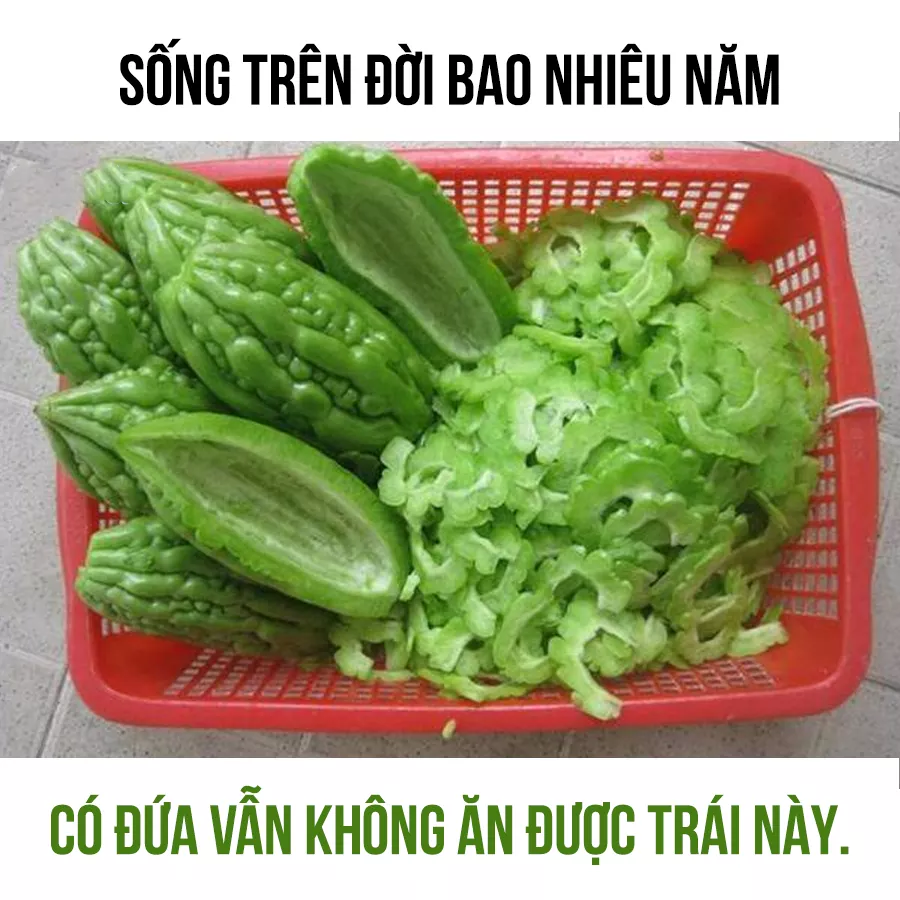 SỐNG TRÊN ĐỜI BAO NHIÊU NĂM
CÓ ĐỨA VẪN KHÔNG ĂN ĐƯỢC TRÁI NÀY.